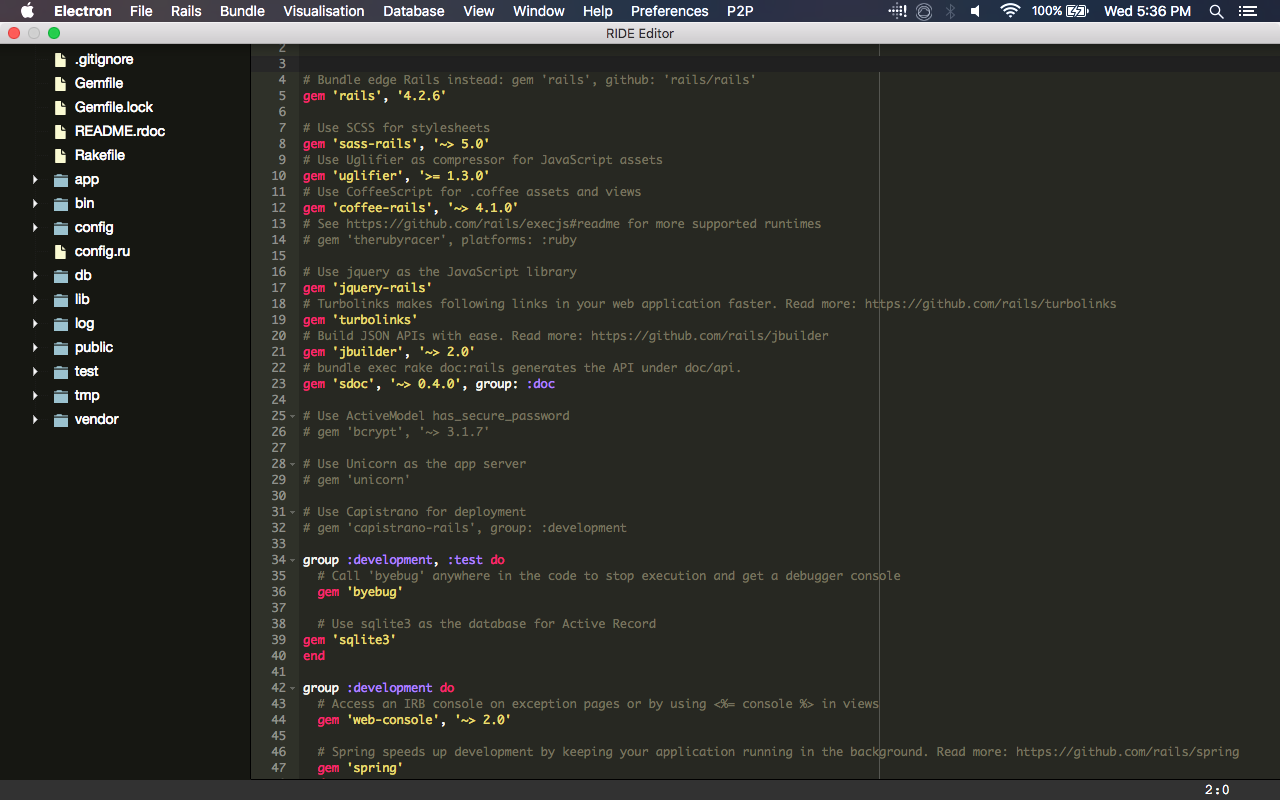 Electron File Rails Bundle Visualisation Database View Window Help Preferences P2P 100% Wed 5:36 PM
RIDE Editor
.gitignore
Gemfile
Gemfile.lock
README.rdoc
Rakefile
app
bin
config
config.ru
db
lib
log
public
test
tmp
vendor
2
3
4 # Bundle edge Rails instead: gem 'rails', github: 'rails/rails'
5 gem 'rails', '4.2.6'
6
7 # Use SCSS for stylesheets
8 gem 'sass-rails', '~> 5.0'
9 # Use Uglifier as compressor for JavaScript assets
10 gem 'uglifier', '>= 1.3.0'
11 # Use CoffeeScript for .coffee assets and views
12 gem 'coffee-rails', '~> 4.1.0'
13 # See https://github.com/rails/execjs#readme for more supported runtimes
14 # gem 'therubyracer', platforms: :ruby
15
16 # Use jquery as the JavaScript library
17 gem 'jquery-rails'
18 # Turbolinks makes following links in your web application faster. Read more: https://github.com/rails/turbolinks
19 gem 'turbolinks'
20 # Build JSON APIs with ease. Read more: https://github.com/rails/jbuilder
21 gem 'jbuilder', '~> 2.0'
22 # bundle exec rake doc:rails generates the API under doc/api.
23 gem 'sdoc', '~> 0.4.0', group: :doc
24
25 # Use ActiveModel has_secure_password
26 # gem 'bcrypt', '~> 3.1.7'
27
28 # Use Unicorn as the app server
29 # gem 'unicorn'
30
31 # Use Capistrano for deployment
32 # gem 'capistrano-rails', group: :development
33
34 group :development, :test do
35 # Call 'byebug' anywhere in the code to stop execution and get a debugger console
36 gem 'byebug'
37
38 # Use sqlite3 as the database for Active Record
39 gem 'sqlite3'
40 end
41
42 group :development do
43 # Access an IRB console on exception pages or by using <%= console %> in views
44 gem 'web-console', '~> 2.0'
45
46 # Spring speeds up development by keeping your application running in the background. Read more: https://github.com/rails/spring
47 gem 'spring'
2:0